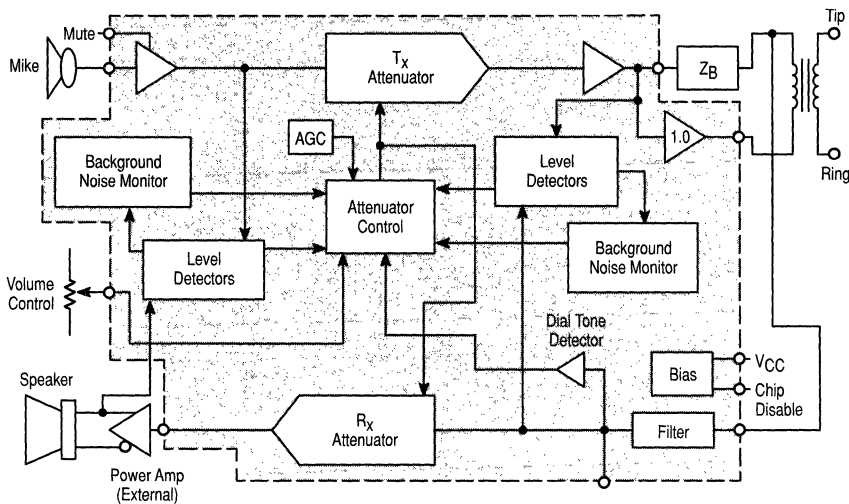 Tip
Mute
Mike
Tx
Attenuator
ZB
AGC
1.0
Background
Noise Monitor
Level
Detectors
Ring
Attenuator
Control
Level
Detectors
Background
Noise Monitor
Volume
Control
Dial Tone
Detector
Bias
VCC
Chip
Disable
Speaker
Rx
Attenuator
Filter
Power Amp
(External)